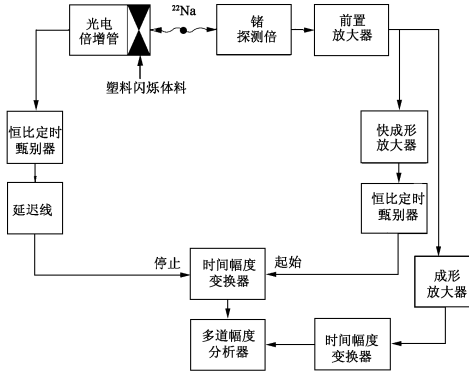 ²²Na
光电
倍增管
锗
探测倍
前置
放大器
塑料闪烁体料
恒比定时
甄别器
快成形
放大器
延迟线
恒比定时
甄别器
停止
时间幅度
变换器
起始
成形
放大器
多道幅度
分析器
时间幅度
变换器